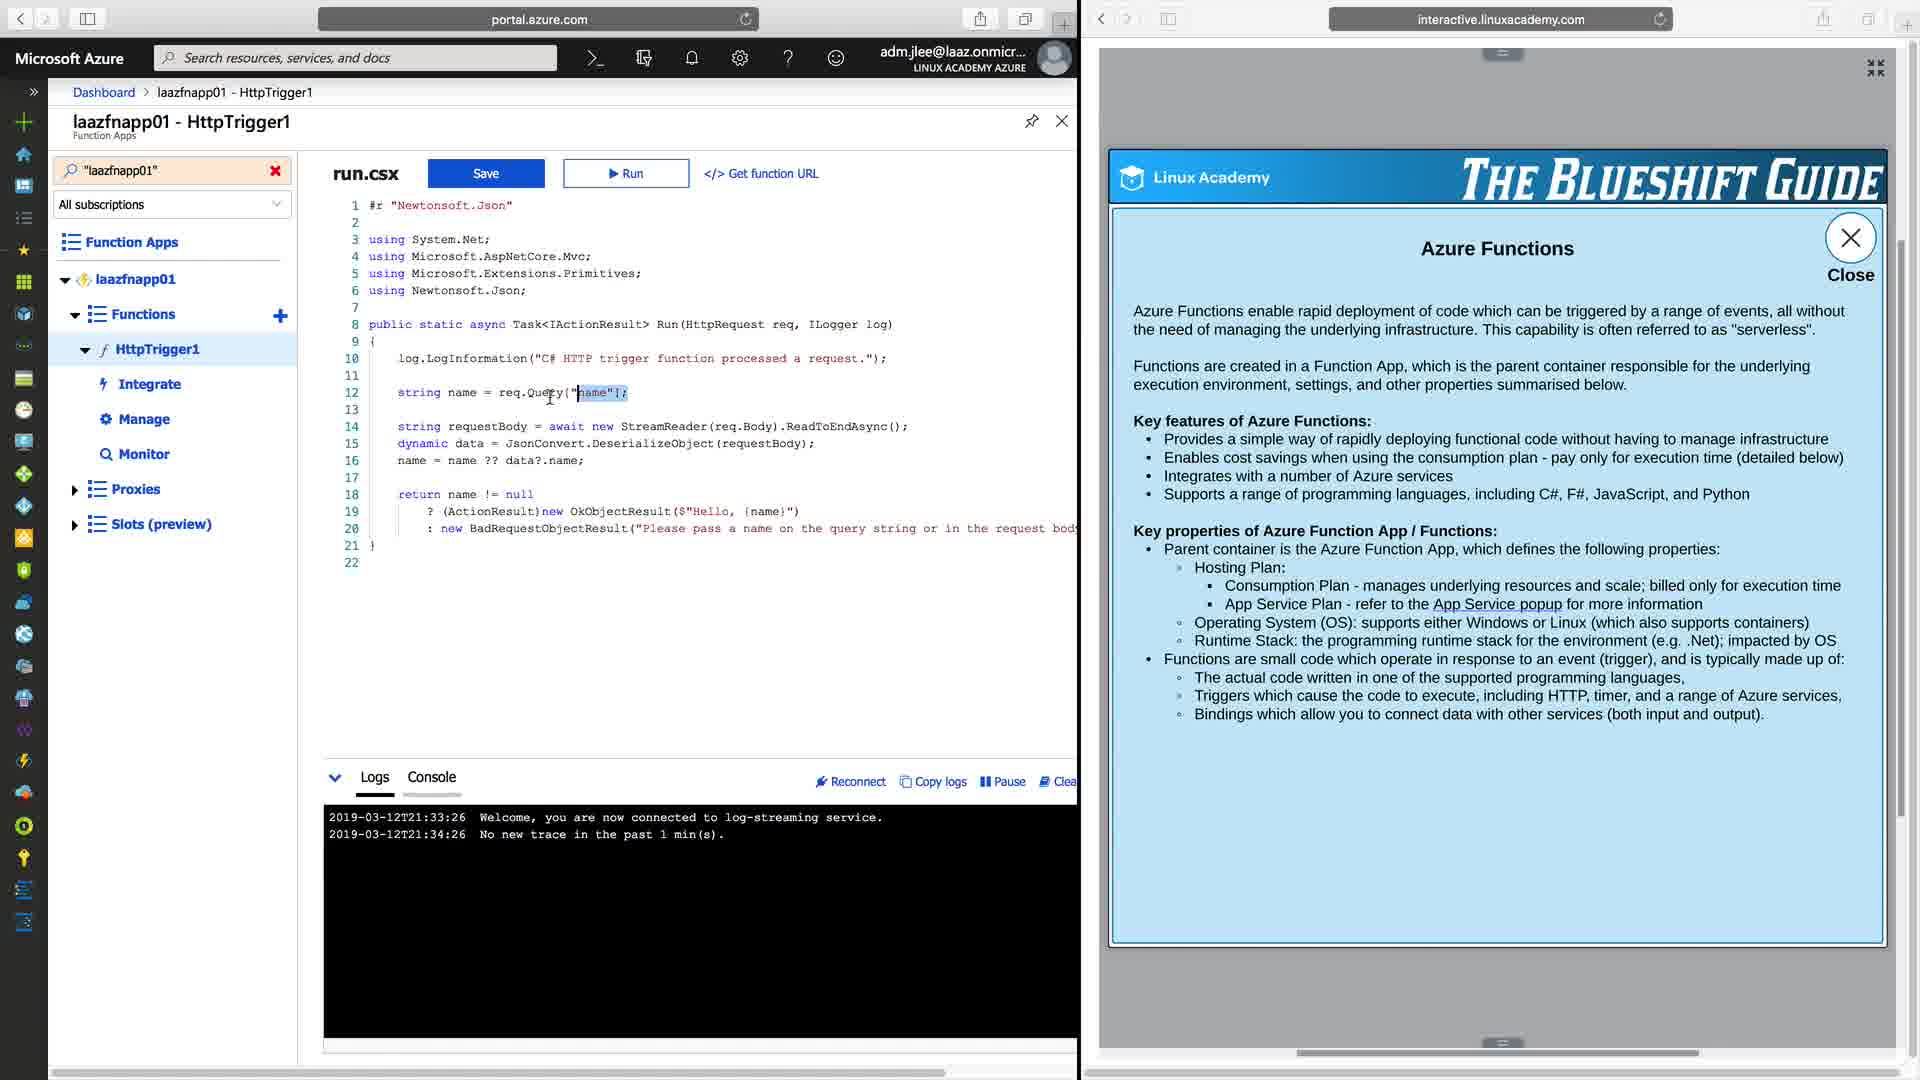 portal.azure.com
Microsoft Azure
Search resources, services, and docs
adm.jlee@laaz.onmicr...
LINUX ACADEMY AZURE
Dashboard > laazfnapp01 - HttpTrigger1
laazfnapp01 - HttpTrigger1
Function Apps
"laazfnapp01"
All subscriptions
Function Apps
laazfnapp01
Functions
HttpTrigger1
Integrate
Manage
Monitor
Proxies
Slots (preview)
run.csx
Save
Run
</> Get function URL
1 #r "Newtonsoft.Json"
2
3 using System.Net;
4 using Microsoft.AspNetCore.Mvc;
5 using Microsoft.Extensions.Primitives;
6 using Newtonsoft.Json;
7
8 public static async Task<IActionResult> Run(HttpRequest req, ILogger log)
9 {
10 log.LogInformation("C# HTTP trigger function processed a request.");
11
12 string name = req.Query["name"];
13
14 string requestBody = await new StreamReader(req.Body).ReadToEndAsync();
15 dynamic data = JsonConvert.DeserializeObject(requestBody);
16 name = name ?? data?.name;
17
18 return name != null
19 ? (ActionResult)new OkObjectResult($"Hello, {name}")
20 : new BadRequestObjectResult("Please pass a name on the query string or in the request body
21 }
22
Logs
Console
Reconnect
Copy logs
Pause
Clea
2019-03-12T21:33:26 Welcome, you are now connected to log-streaming service.
2019-03-12T21:34:26 No new trace in the past 1 min(s).
interactive.linuxacademy.com
Linux Academy
THE BLUESHIFT GUIDE
Azure Functions
Close
Azure Functions enable rapid deployment of code which can be triggered by a range of events, all without
the need of managing the underlying infrastructure. This capability is often referred to as "serverless".
Functions are created in a Function App, which is the parent container responsible for the underlying
execution environment, settings, and other properties summarised below.
Key features of Azure Functions:
• Provides a simple way of rapidly deploying functional code without having to manage infrastructure
• Enables cost savings when using the consumption plan - pay only for execution time (detailed below)
• Integrates with a number of Azure services
• Supports a range of programming languages, including C#, F#, JavaScript, and Python
Key properties of Azure Function App / Functions:
• Parent container is the Azure Function App, which defines the following properties:
◦ Hosting Plan:
▪ Consumption Plan - manages underlying resources and scale; billed only for execution time
▪ App Service Plan - refer to the App Service popup for more information
◦ Operating System (OS): supports either Windows or Linux (which also supports containers)
◦ Runtime Stack: the programming runtime stack for the environment (e.g. .Net); impacted by OS
• Functions are small code which operate in response to an event (trigger), and is typically made up of:
◦ The actual code written in one of the supported programming languages,
◦ Triggers which cause the code to execute, including HTTP, timer, and a range of Azure services,
◦ Bindings which allow you to connect data with other services (both input and output).